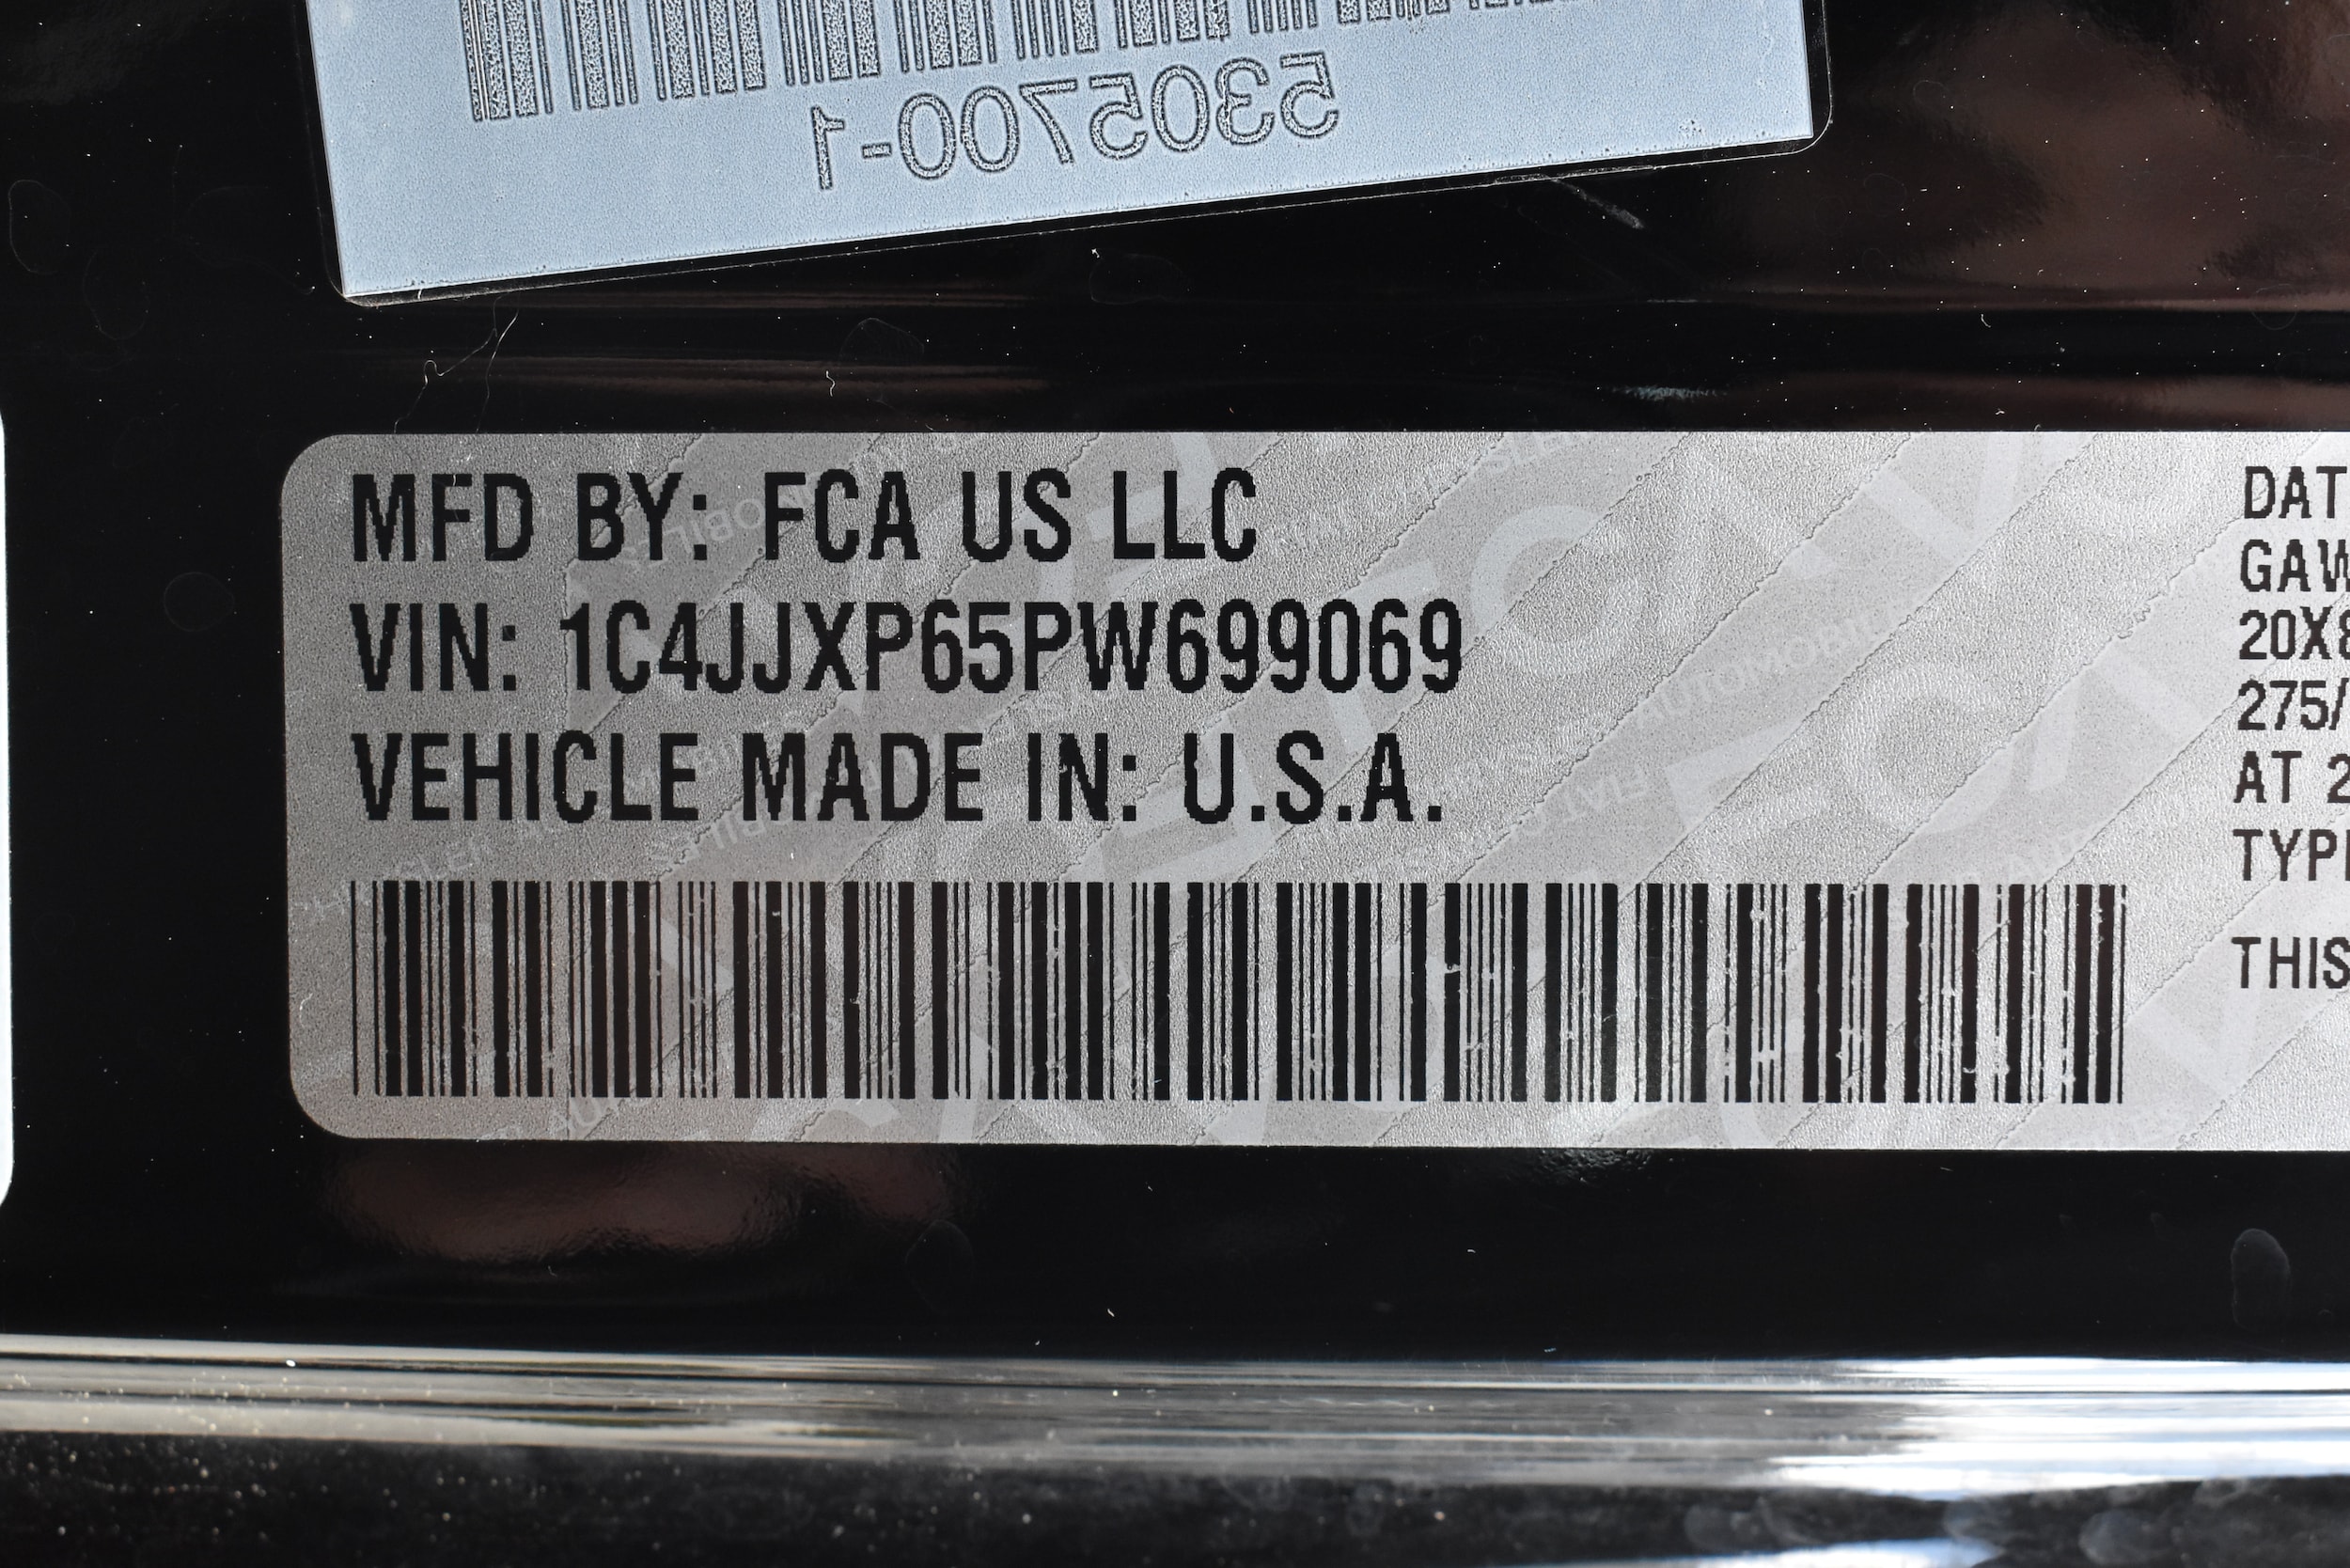 5305700-1
MFD BY: FCA US LLC
VIN: 1C4JJXP65PW699069
VEHICLE MADE IN: U.S.A.
DAT
GAW
20X8
275/
AT 2
TYP
THIS